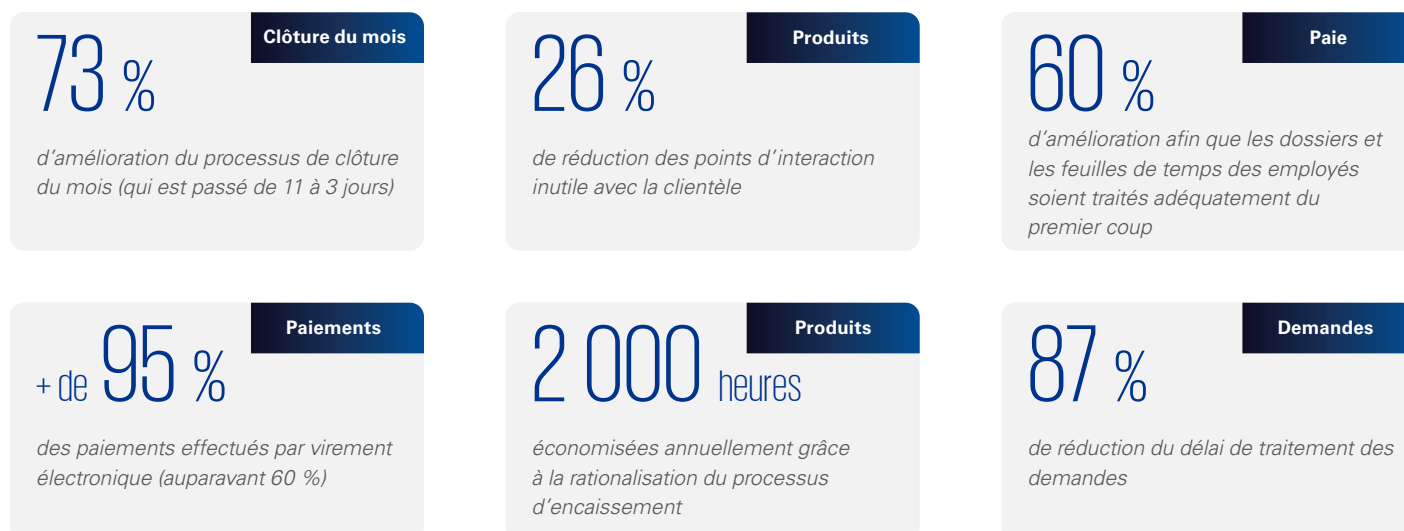 Clôture du mois
73 %
d’amélioration du processus de clôture
du mois (qui est passé de 11 à 3 jours)
Produits
26 %
de réduction des points d’interaction
inutile avec la clientèle
Paie
60 %
d’amélioration afin que les dossiers et
les feuilles de temps des employés
soient traités adéquatement du
premier coup
Paiements
+ de 95 %
des paiements effectués par virement
électronique (auparavant 60 %)
Produits
2 000 heures
économisées annuellement grâce
à la rationalisation du processus
d’encaissement
Demandes
87 %
de réduction du délai de traitement des
demandes